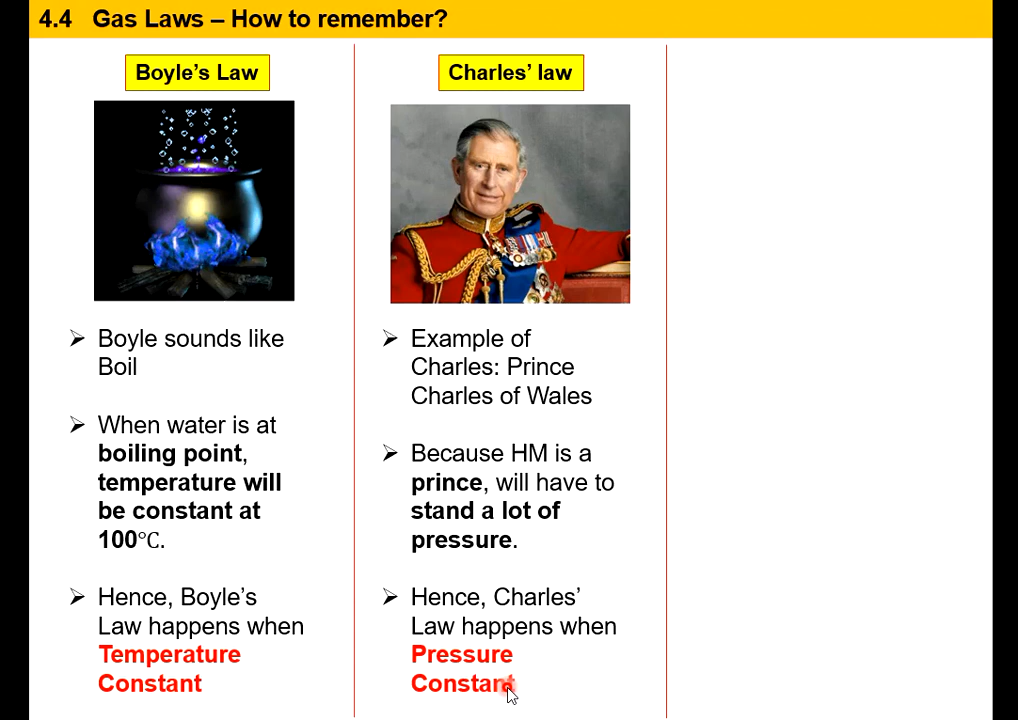 4.4 Gas Laws – How to remember?
Boyle’s Law
Boyle sounds like
Boil
When water is at
boiling point,
temperature will
be constant at
100℃.
Hence, Boyle’s
Law happens when
Temperature
Constant
Charles’ law
Example of
Charles: Prince
Charles of Wales
Because HM is a
prince, will have to
stand a lot of
pressure.
Hence, Charles’
Law happens when
Pressure
Constant